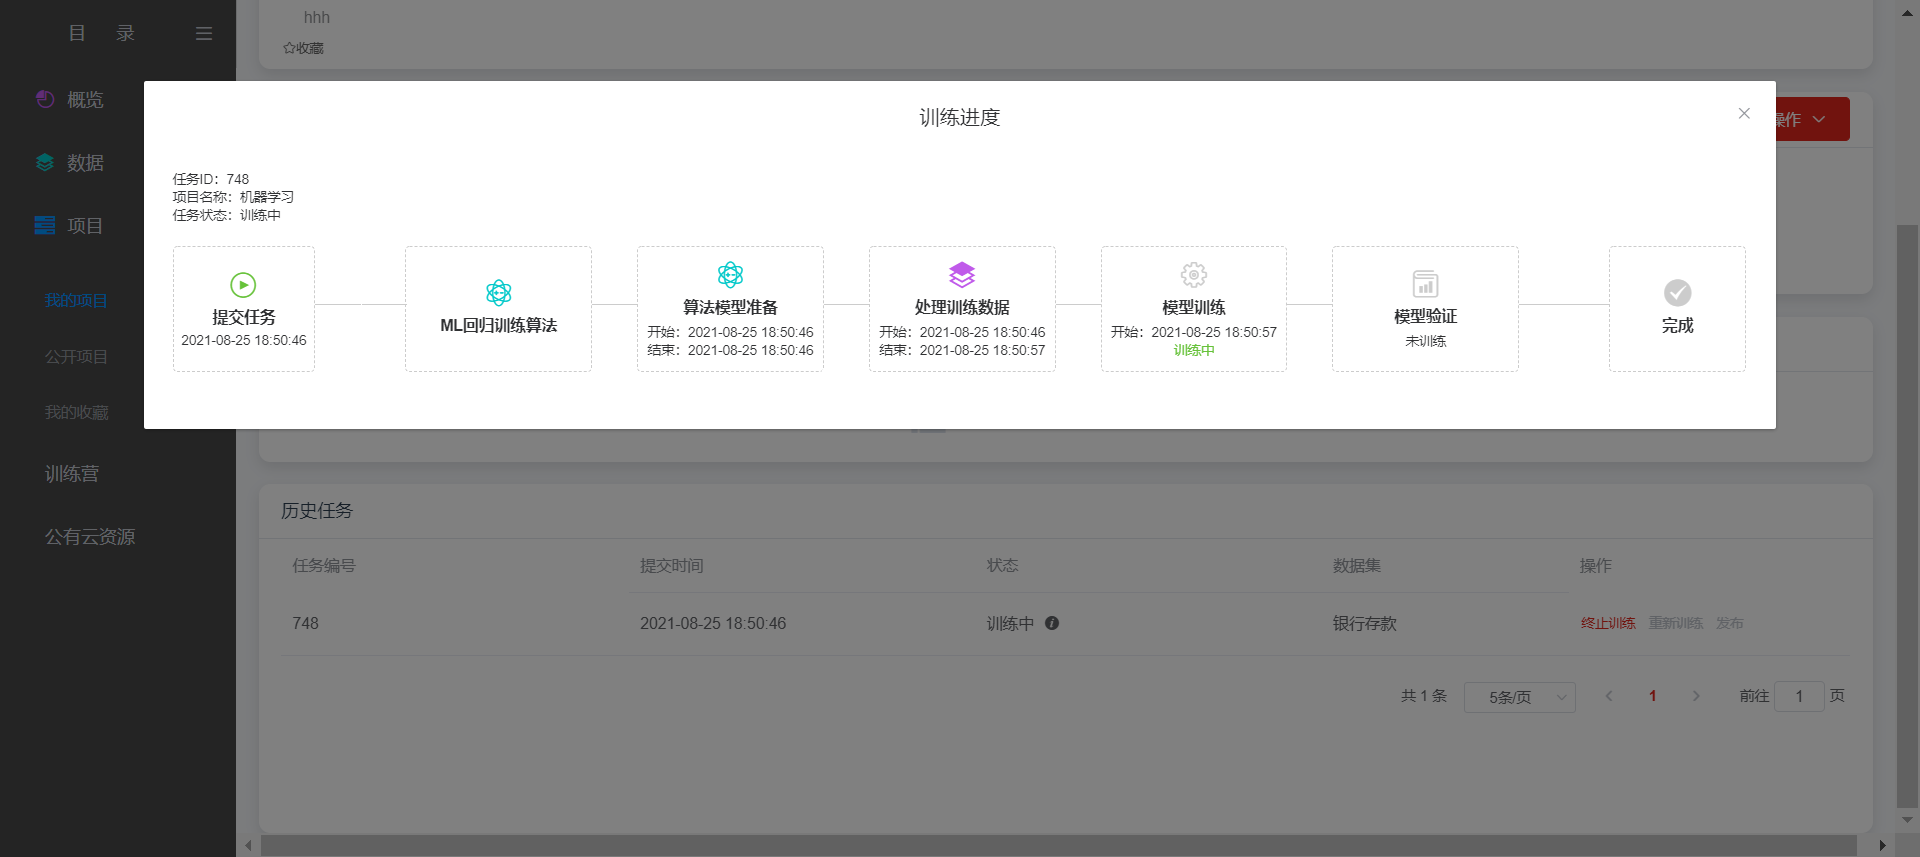 目 录
概览
数据
项目
我的项目
公开项目
我的收藏
训练营
公有云资源
hhh
收藏
操作
训练进度
任务ID：748
项目名称：机器学习
任务状态：训练中
提交任务
2021-08-25 18:50:46
ML回归训练算法
算法模型准备
开始：2021-08-25 18:50:46
结束：2021-08-25 18:50:46
处理训练数据
开始：2021-08-25 18:50:46
结束：2021-08-25 18:50:57
模型训练
开始：2021-08-25 18:50:57
训练中
模型验证
未训练
完成
历史任务
任务编号 提交时间 状态 数据集 操作
748 2021-08-25 18:50:46 训练中 银行存款 终止训练 重新训练 发布
共 1 条 5条/页 1 前往 1 页